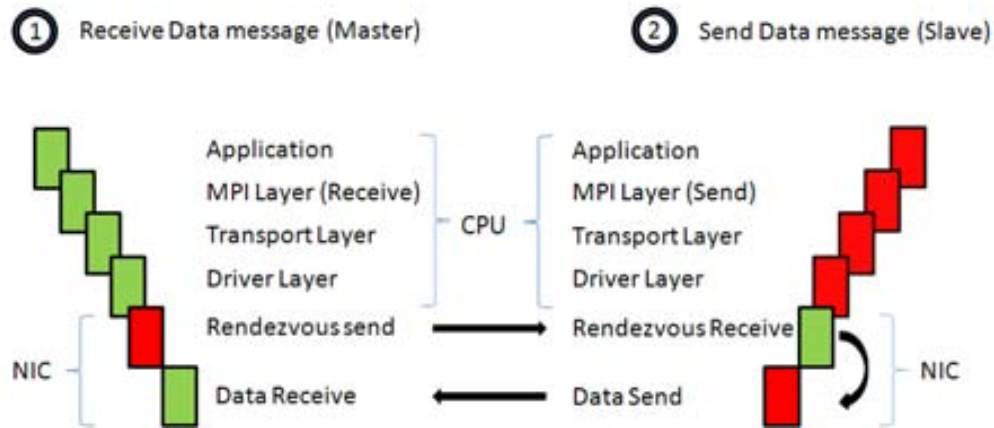 1 Receive Data message (Master)
2 Send Data message (Slave)
Application
MPI Layer (Receive)
Transport Layer
Driver Layer
CPU
Application
MPI Layer (Send)
Transport Layer
Driver Layer
NIC
Rendezvous send
Data Receive
Rendezvous Receive
Data Send
NIC